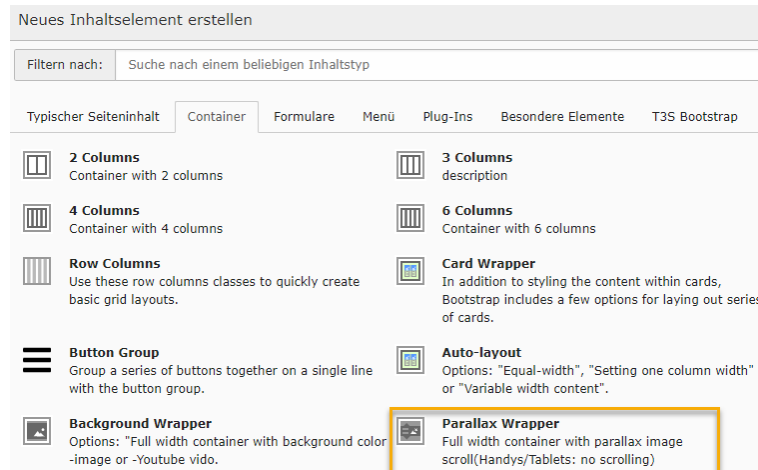 Neues Inhaltselement erstellen
Filtern nach:
Suche nach einem beliebigen Inhaltstyp
Typischer Seiteninhalt
Container
Formulare
Menü
Plug-Ins
Besondere Elemente
T3S Bootstrap
2 Columns
Container with 2 columns
3 Columns
description
4 Columns
Container with 4 columns
6 Columns
Container with 6 columns
Row Columns
Use these row columns classes to quickly create
basic grid layouts.
Card Wrapper
In addition to styling the content within cards,
Bootstrap includes a few options for laying out series
of cards.
Button Group
Group a series of buttons together on a single line
with the button group.
Auto-layout
Options: "Equal-width", "Setting one column width"
or "Variable width content".
Background Wrapper
Options: "Full width container with background color
-image or -Youtube vido.
Parallax Wrapper
Full width container with parallax image
scroll(Handys/Tablets: no scrolling)